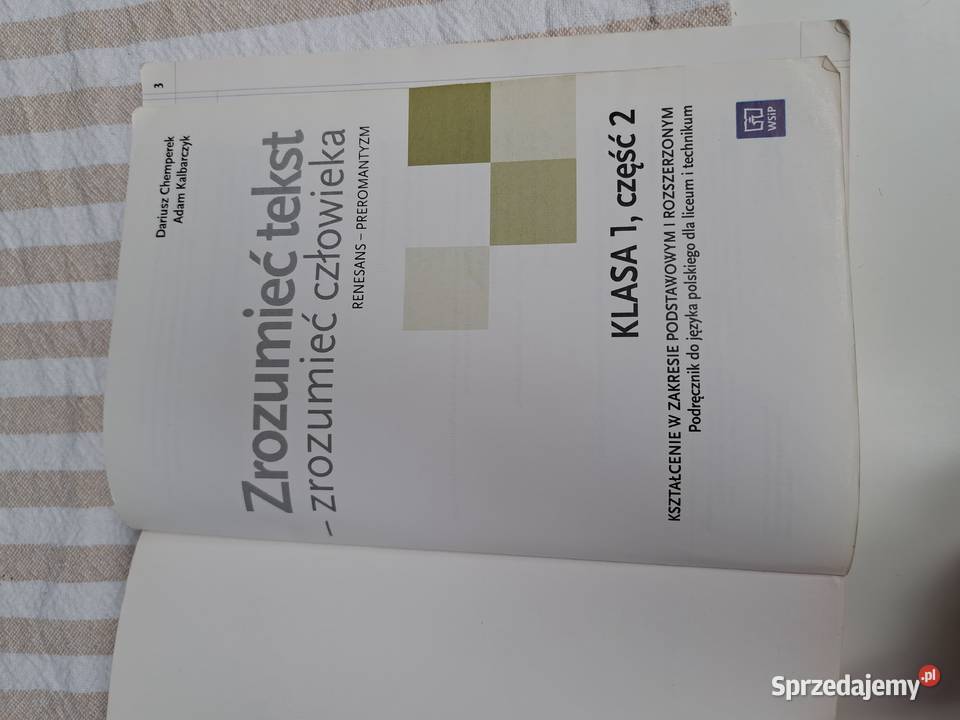 3
Dariusz Chemperek
Adam Kalbarczyk
Zrozumieć tekst
– zrozumieć człowieka
RENESANS – PREROMANTYZM
KLASA 1, część 2
KSZTAŁCENIE W ZAKRESIE PODSTAWOWYM I ROZSZERZONYM
Podręcznik do języka polskiego dla liceum i technikum
WSiP
Sprzedajemy.pl